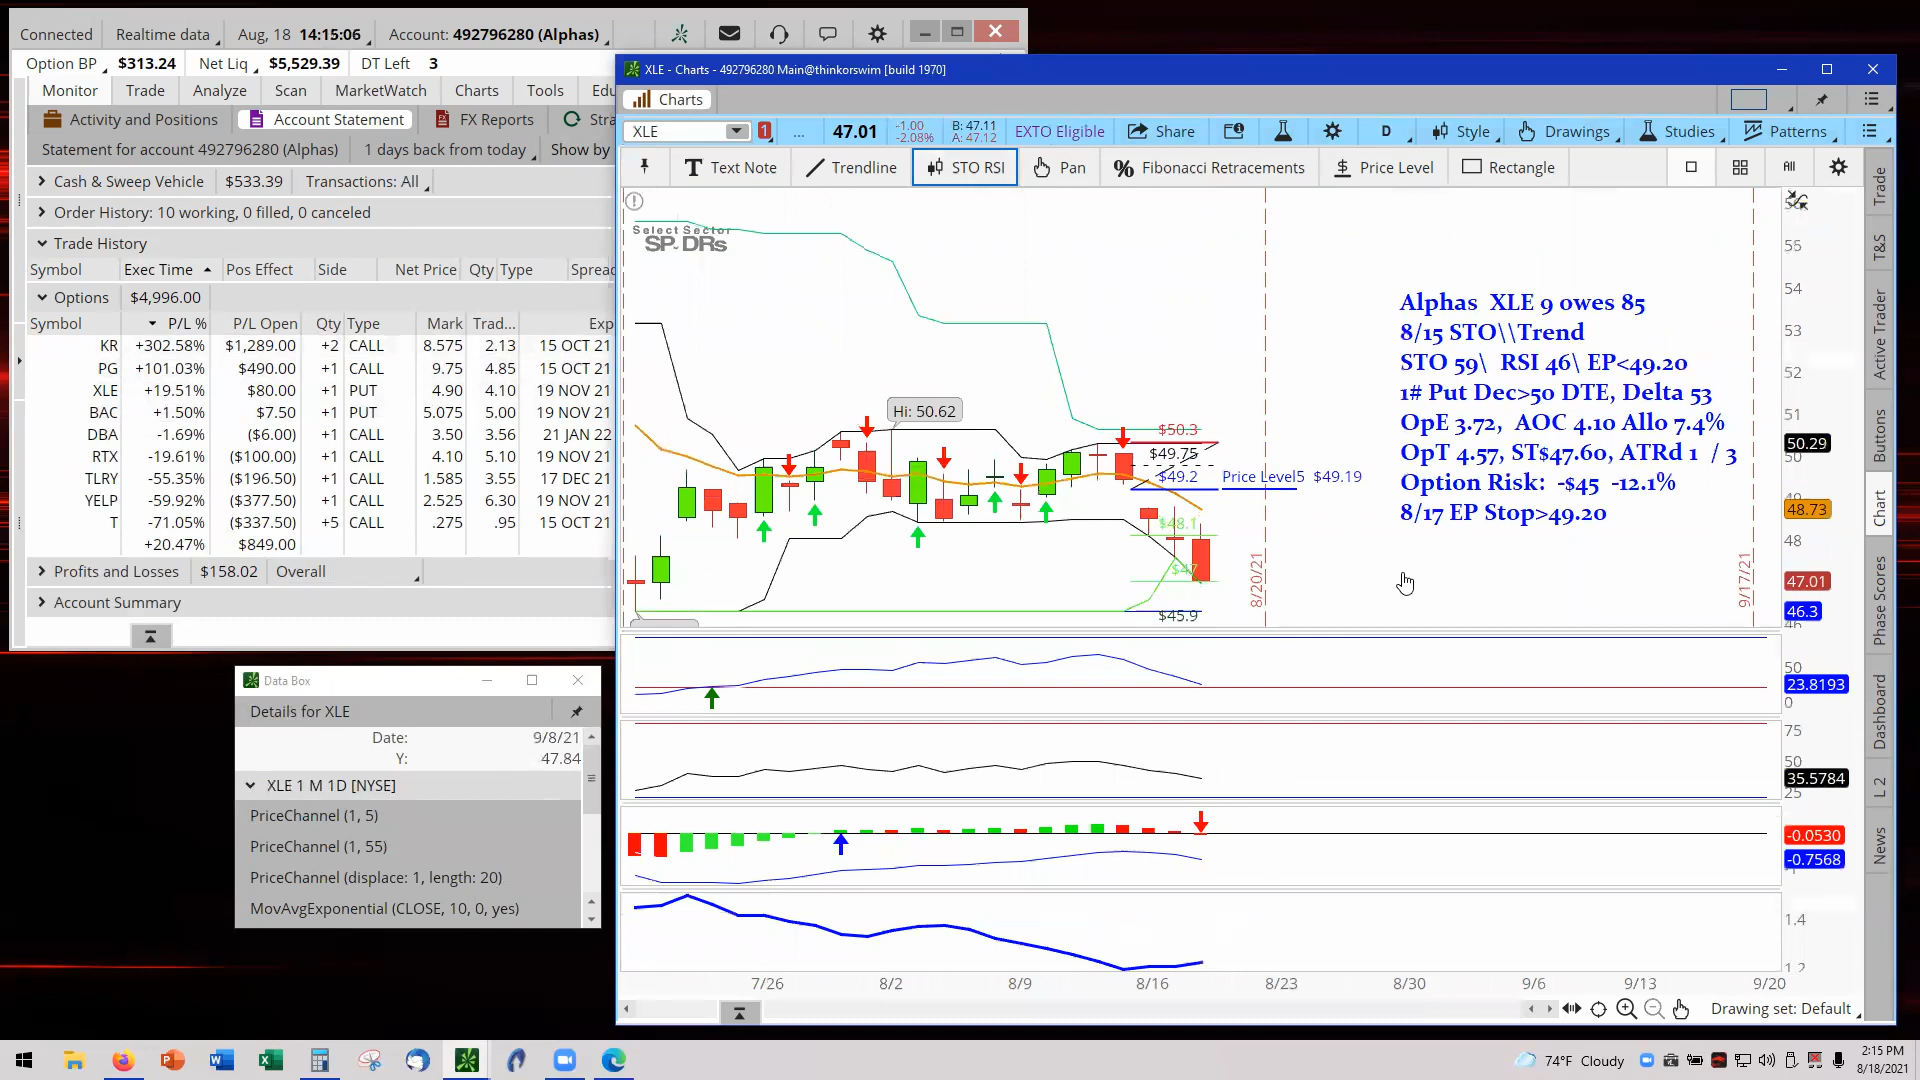 Connected Realtime data Aug, 18 14:15:06 Account: 492796280 (Alphas)
Option BP $313.24 Net Liq $5,529.39 DT Left 3
Monitor Trade Analyze Scan MarketWatch Charts Tools Edu
Activity and Positions Account Statement FX Reports Stra
Statement for account 492796280 (Alphas) 1 days back from today Show by
Cash & Sweep Vehicle $533.39 Transactions: All
Order History: 10 working, 0 filled, 0 canceled
Trade History
Symbol Exec Time Pos Effect Side Net Price Qty Type Spread
Options $4,996.00
Symbol P/L % P/L Open Qty Type Mark Trad... Exp
KR +302.58% $1,289.00 +2 CALL 8.575 2.13 15 OCT 21
PG +101.03% $490.00 +1 CALL 9.75 4.85 15 OCT 21
XLE +19.51% $80.00 +1 PUT 4.90 4.10 19 NOV 21
BAC +1.50% $7.50 +1 PUT 5.075 5.00 19 NOV 21
DBA -1.69% ($6.00) +1 CALL 3.50 3.56 21 JAN 22
RTX -19.61% ($100.00) +1 CALL 4.10 5.10 19 NOV 21
TLRY -55.35% ($196.50) +1 CALL 1.585 3.55 17 DEC 21
YELP -59.92% ($377.50) +1 CALL 2.525 6.30 19 NOV 21
T -71.05% ($337.50) +5 CALL .275 .95 15 OCT 21
+20.47% $849.00
Profits and Losses $158.02 Overall
Account Summary
Data Box
Details for XLE
Date: 9/8/21
Y: 47.84
XLE 1 M 1D [NYSE]
PriceChannel (1, 5)
PriceChannel (1, 55)
PriceChannel (displace: 1, length: 20)
MovAvgExponential (CLOSE, 10, 0, yes)
XLE - Charts - 492796280 Main@thinkorswim [build 1970]
Charts
XLE 1 ... 47.01 -1.00 -2.08% B: 47.11 A: 47.12 EXTO Eligible Share D Style Drawings Studies Patterns
T Text Note Trendline STO RSI Pan % Fibonacci Retracements $ Price Level Rectangle All
Select Sector
SPDRs
Hi: 50.62
$50.3
$49.75
$49.2 Price Level5 $49.19
$48.1
$47
$45.9
8/20/21
9/17/21
Alphas XLE 9 owes 85
8/15 STO\\Trend
STO 59\ RSI 46\ EP<49.20
1# Put Dec>50 DTE, Delta 53
OpE 3.72, AOC 4.10 Allo 7.4%
OpT 4.57, ST$47.60, ATRd 1 / 3
Option Risk: -$45 -12.1%
8/17 EP Stop>49.20
55
54
53
52
51
50.29
50
48.73
48
47.01
46.3
50
23.8193
0
75
50
35.5784
25
-0.0530
-0.7568
1.4
1.2
7/26 8/2 8/9 8/16 8/23 8/30 9/6 9/13 9/20
Drawing set: Default
Trade
T&S
Active Trader
Buttons
Chart
Phase Scores
Dashboard
L 2
News
74°F Cloudy
2:15 PM
8/18/2021